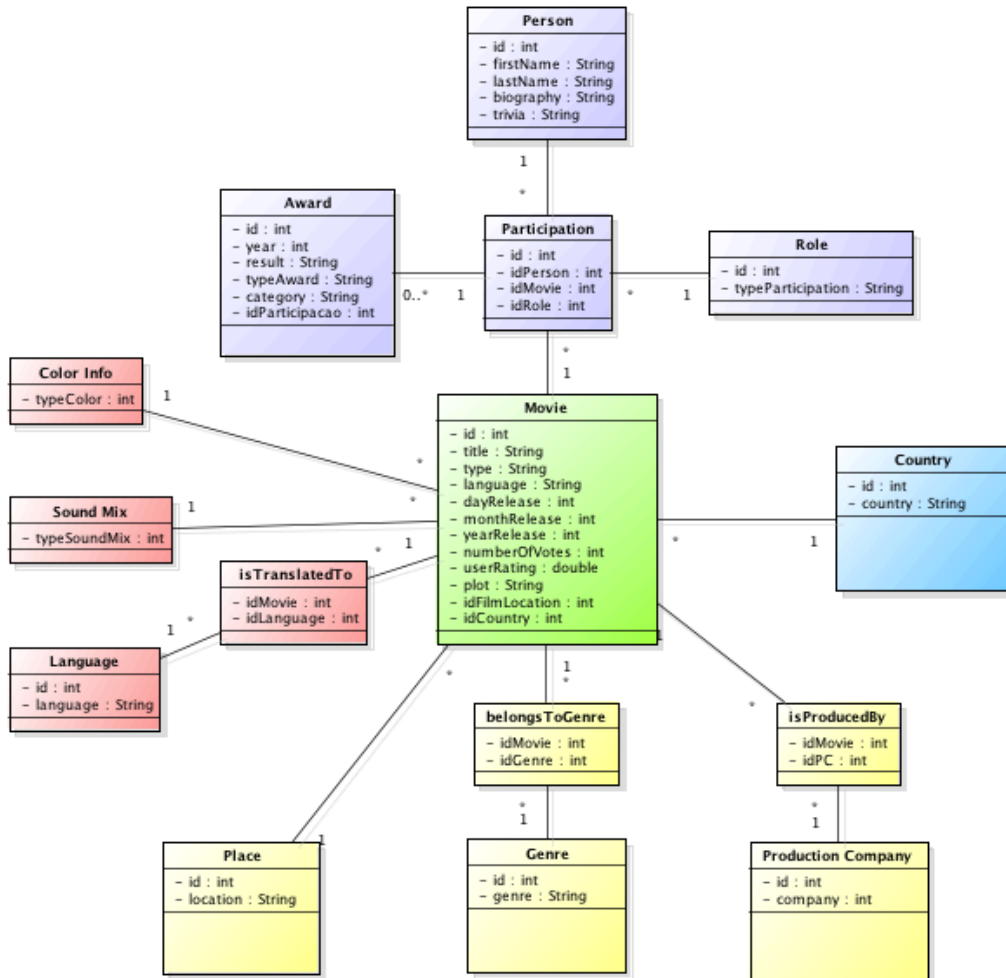 Person
- id : int
- firstName : String
- lastName : String
- biography : String
- trivia : String
1
*
Award
- id : int
- year : int
- result : String
- typeAward : String
- category : String
- idParticipacao : int
0..*
1
Participation
- id : int
- idPerson : int
- idMovie : int
- idRole : int
*
1
Role
- id : int
- typeParticipation : String
*
1
Color Info
- typeColor : int
1
*
Movie
- id : int
- title : String
- type : String
- language : String
- dayRelease : int
- monthRelease : int
- yearRelease : int
- numberOfVotes : int
- userRating : double
- plot : String
- idFilmLocation : int
- idCountry : int
Country
- id : int
- country : String
*
1
Sound Mix
- typeSoundMix : int
1
*
isTranslatedTo
- idMovie : int
- idLanguage : int
*
1
1
*
Language
- id : int
- language : String
*
1
1
*
1
*
belongsToGenre
- idMovie : int
- idGenre : int
*
1
isProducedBy
- idMovie : int
- idPC : int
*
1
Place
- id : int
- location : String
Genre
- id : int
- genre : String
Production Company
- id : int
- company : int